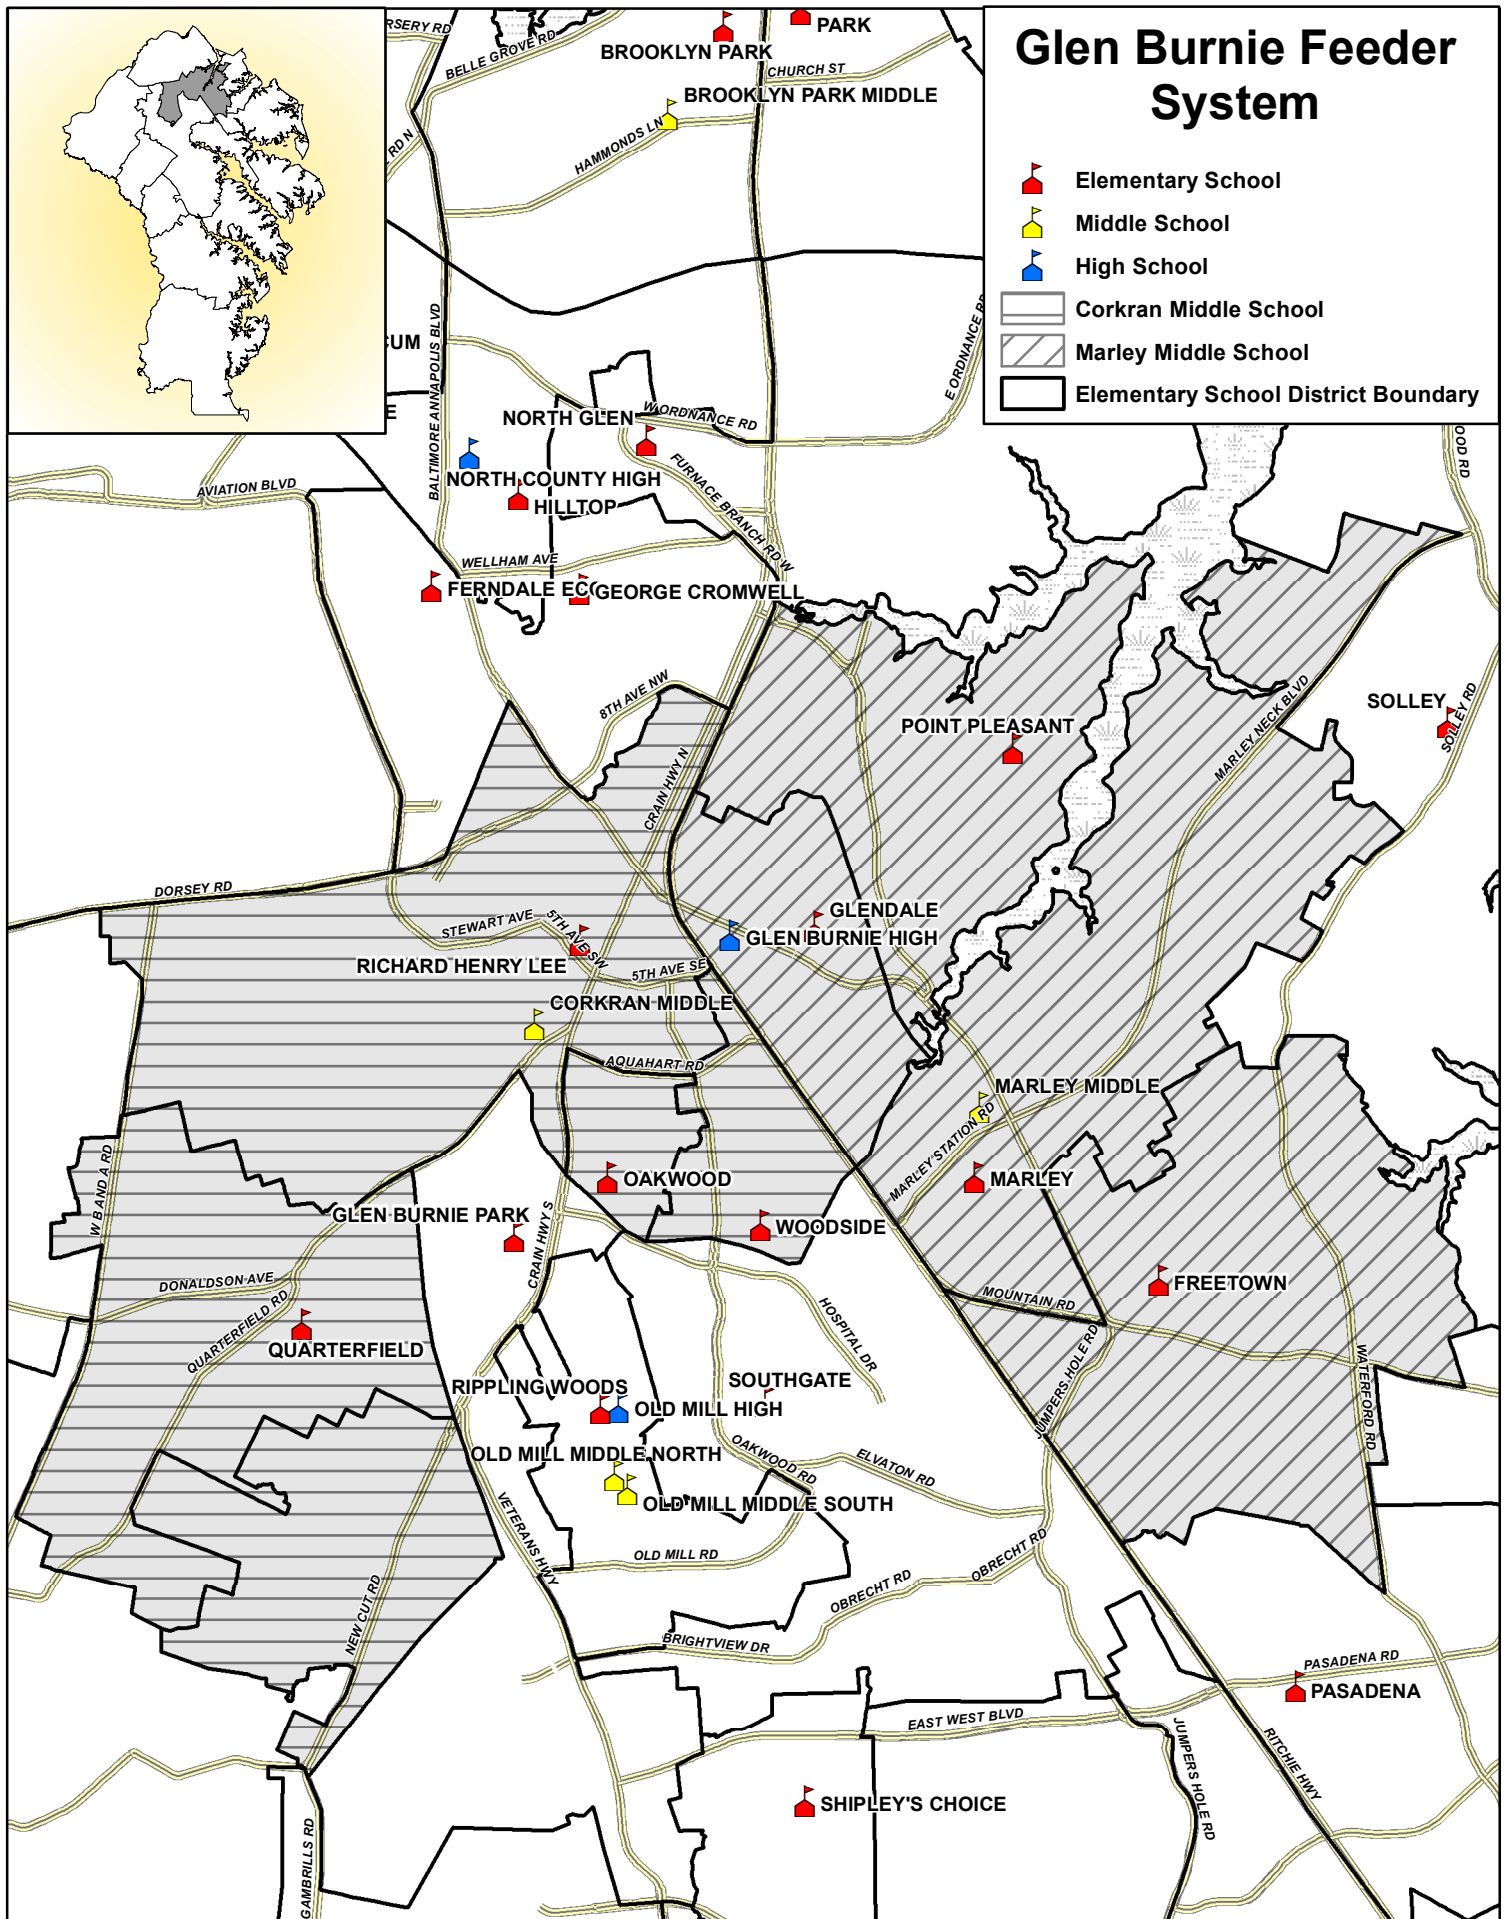 RSERY RD
BELLE GROVE RD
BROOKLYN PARK
PARK
CHURCH ST
BROOKLYN PARK MIDDLE
HAMMONDS LN
RD N
Glen Burnie Feeder
System
Elementary School
Middle School
High School
Corkran Middle School
Marley Middle School
Elementary School District Boundary
BALTIMORE ANNAPOLIS BLVD
CUM
E
E ORDNANCE RD
NORTH GLEN
W ORDNANCE RD
OOD RD
NORTH COUNTY HIGH
HILLTOP
FURNACE BRANCH RD W
AVIATION BLVD
WELLHAM AVE
FERNDALE EC
GEORGE CROMWELL
8TH AVE NW
CRAIN HWY N
POINT PLEASANT
MARLEY NECK BLVD
SOLLEY
SOLLEY RD
DORSEY RD
STEWART AVE
5TH AVE SW
GLENDALE
GLEN BURNIE HIGH
RICHARD HENRY LEE
5TH AVE SE
CORKRAN MIDDLE
AQUAHART RD
MARLEY MIDDLE
MARLEY STATION RD
W B AND A RD
OAKWOOD
MARLEY
GLEN BURNIE PARK
WOODSIDE
CRAIN HWY S
DONALDSON AVE
QUARTERFIELD RD
FREETOWN
MOUNTAIN RD
HOSPITAL DR
QUARTERFIELD
JUMPERS HOLE RD
WATERFORD RD
RIPPLING WOODS
SOUTHGATE
OLD MILL HIGH
OLD MILL MIDDLE NORTH
OAKWOOD RD
ELVATON RD
OLD MILL MIDDLE SOUTH
VETERANS HWY
OLD MILL RD
OBRECHT RD
OBRECHT RD
NEW CUT RD
BRIGHTVIEW DR
PASADENA RD
PASADENA
EAST WEST BLVD
JUMPERS HOLE RD
RITCHIE HWY
SHIPLEY'S CHOICE
GAMBRILLS RD